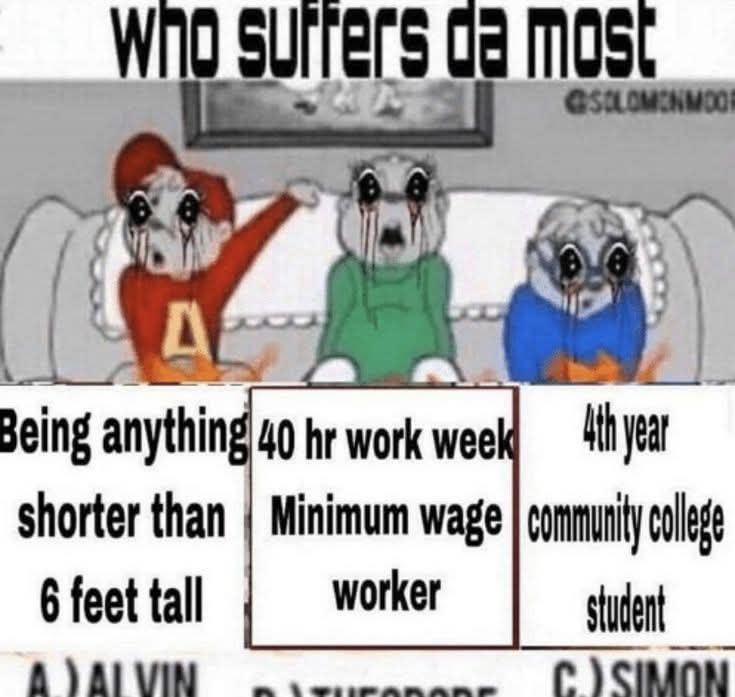 who suffers da most
@SOLOMONMOO
A
Being anything
shorter than
6 feet tall
40 hr work week
Minimum wage
worker
4th year
community college
student
A.) ALVIN
C.) SIMON